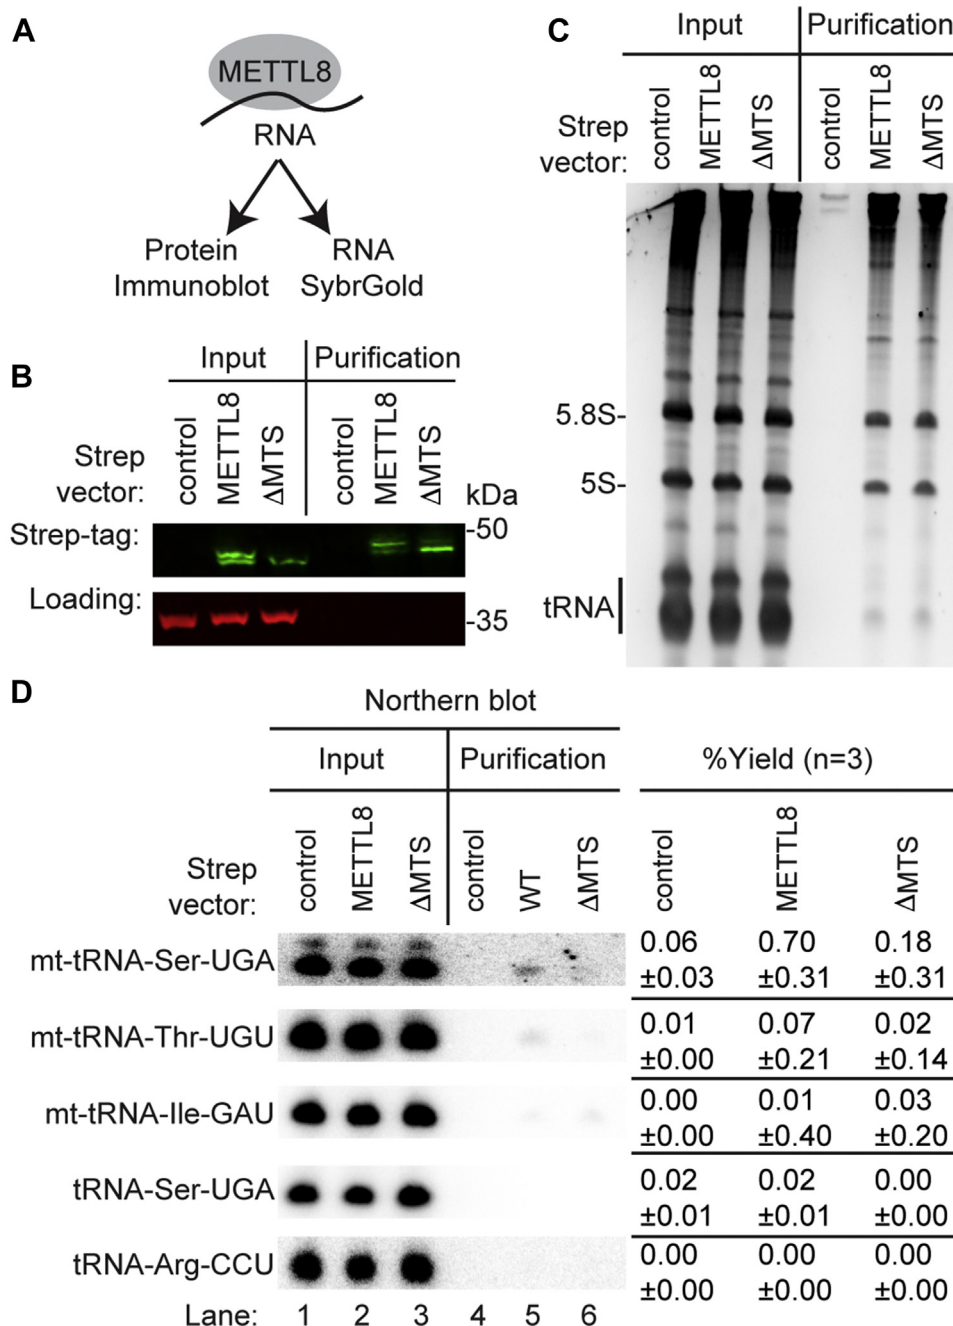 A
METTL8
RNA
Protein
Immunoblot
RNA
SybrGold
B
Input
Purification
Strep
vector:
control
METTL8
ΔMTS
control
METTL8
ΔMTS
kDa
Strep-tag:
-50
Loading:
-35
C
Input
Purification
Strep
vector:
control
METTL8
ΔMTS
control
METTL8
ΔMTS
5.8S-
5S-
tRNA
D
Northern blot
Input
Purification
%Yield (n=3)
Strep
vector:
control
METTL8
ΔMTS
control
WT
ΔMTS
control
METTL8
ΔMTS
mt-tRNA-Ser-UGA
0.06 0.70 0.18
±0.03 ±0.31 ±0.31
mt-tRNA-Thr-UGU
0.01 0.07 0.02
±0.00 ±0.21 ±0.14
mt-tRNA-Ile-GAU
0.00 0.01 0.03
±0.00 ±0.40 ±0.20
tRNA-Ser-UGA
0.02 0.02 0.00
±0.01 ±0.01 ±0.00
tRNA-Arg-CCU
0.00 0.00 0.00
±0.00 ±0.00 ±0.00
Lane: 1 2 3 4 5 6